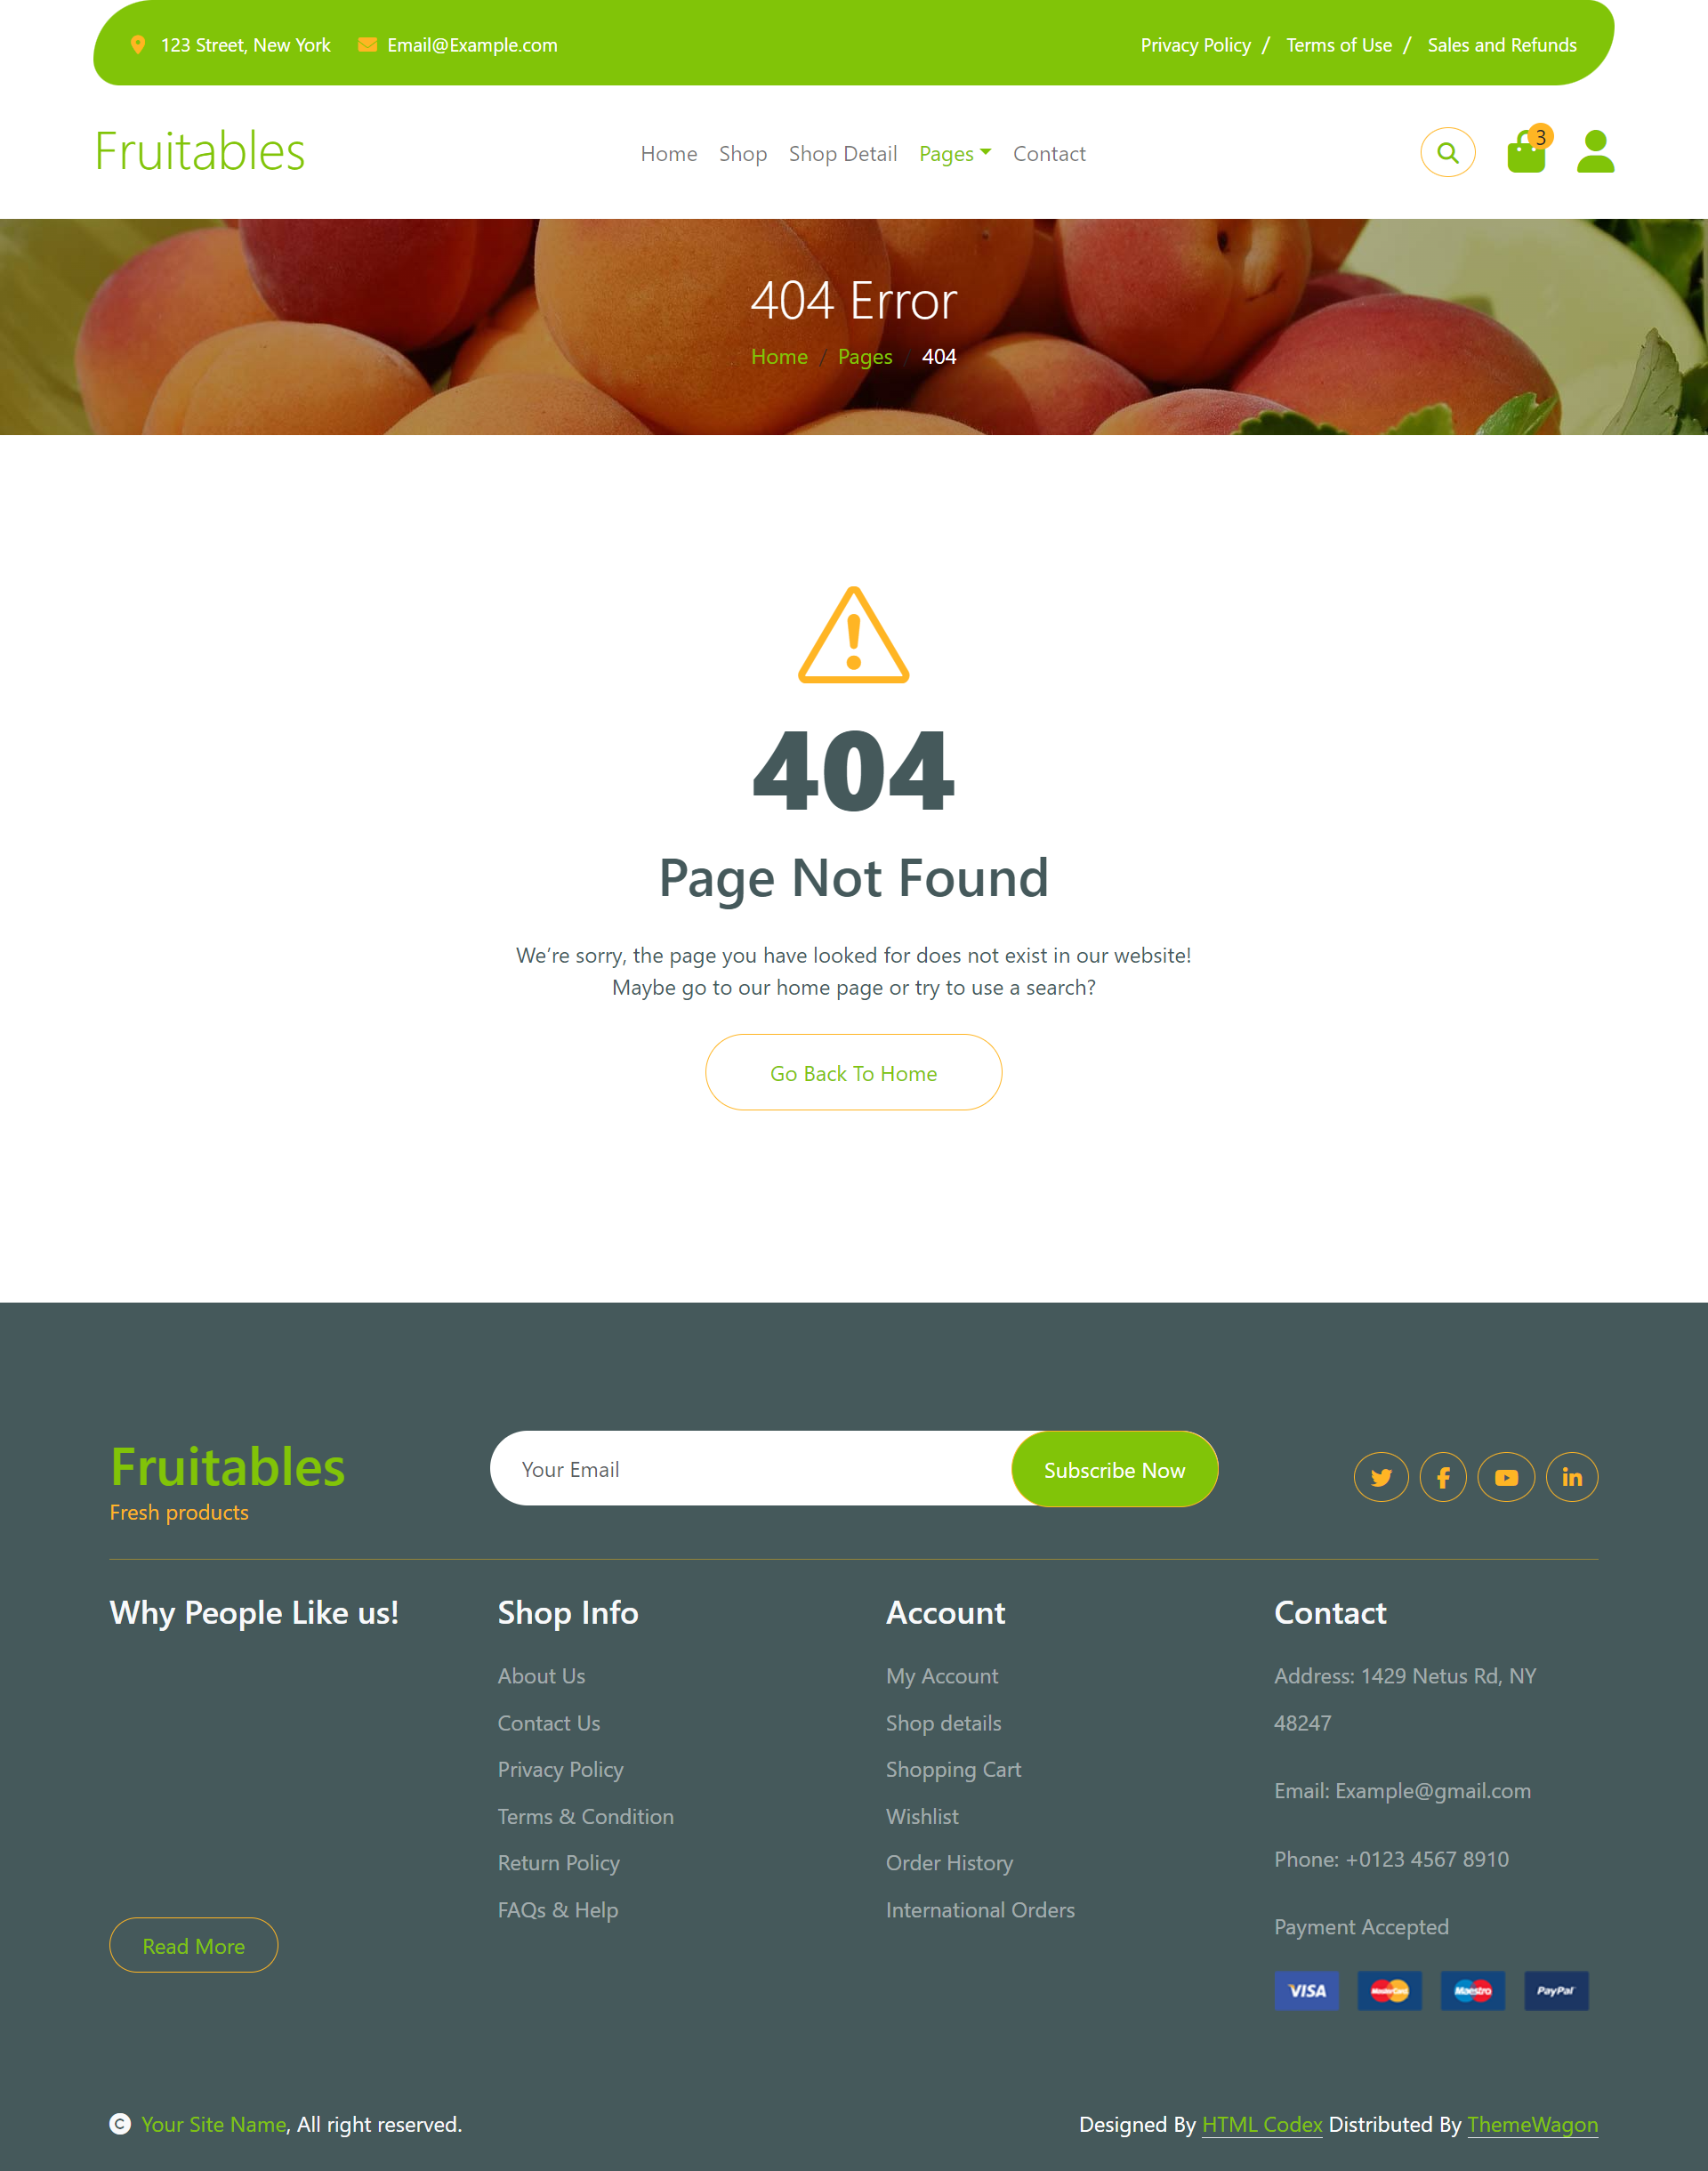 123 Street, New York Email@Example.com Privacy Policy / Terms of Use / Sales and Refunds
Fruitables Home Shop Shop Detail Pages Contact 3
404 Error
Home / Pages / 404
404
Page Not Found
We’re sorry, the page you have looked for does not exist in our website!
Maybe go to our home page or try to use a search?
Go Back To Home
Fruitables
Fresh products
Your Email
Subscribe Now
Why People Like us!
Read More
Shop Info
About Us
Contact Us
Privacy Policy
Terms & Condition
Return Policy
FAQs & Help
Account
My Account
Shop details
Shopping Cart
Wishlist
Order History
International Orders
Contact
Address: 1429 Netus Rd, NY
48247
Email: Example@gmail.com
Phone: +0123 4567 8910
Payment Accepted
VISA MasterCard Maestro PayPal
© Your Site Name, All right reserved.
Designed By HTML Codex Distributed By ThemeWagon